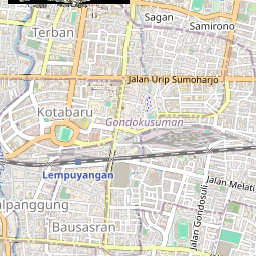 Sagan
Samirono
Terban
Jalan Urip Sumoharjo
Kotabaru
Gondokusuman
Lempuyangan
Jalan Melati
alpanggung
Jalan Gondosuli
Bausasran